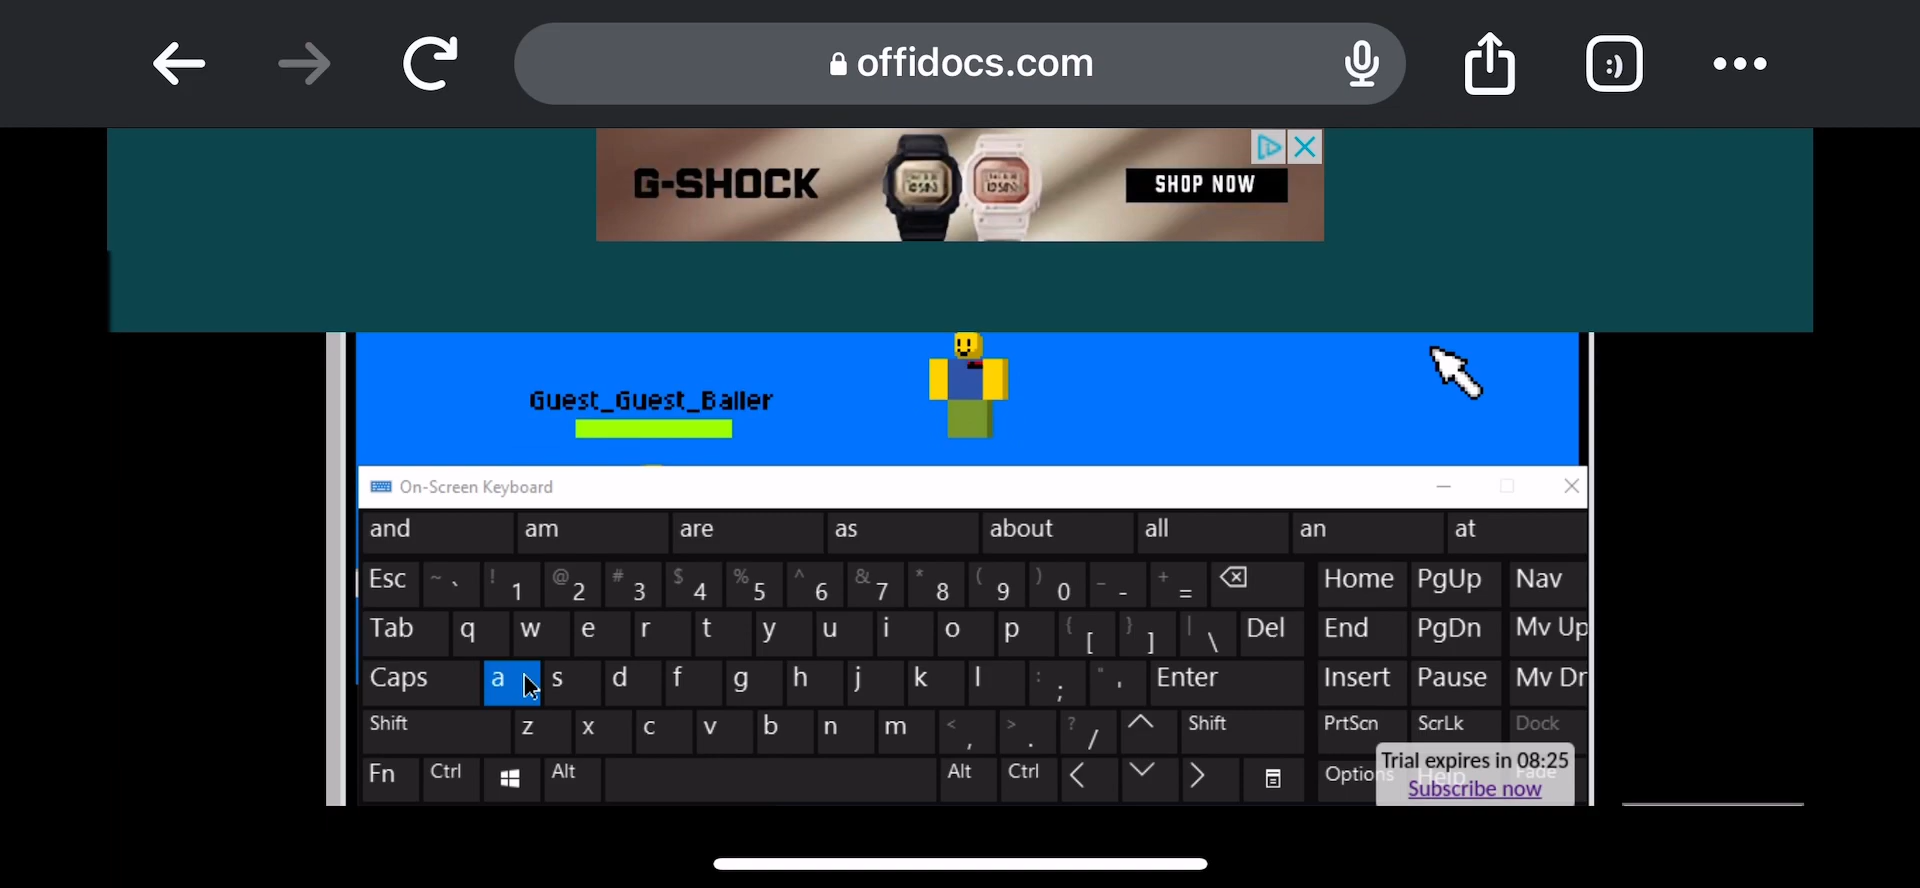 offidocs.com
:)
G-SHOCK
SHOP NOW
Guest_Guest_Baller
On-Screen Keyboard
and am are as about all an at
Esc ~ ` ! 1 @ 2 # 3 $ 4 % 5 ^ 6 & 7 * 8 ( 9 ) 0 _ - + = Home PgUp Nav
Tab q w e r t y u i o p { [ } ] | \ Del End PgDn Mv Up
Caps a s d f g h j k l : ; " ' Enter Insert Pause Mv Dn
Shift z x c v b n m < , > . ? / Shift PrtScn ScrLk Dock
Fn Ctrl Alt Alt Ctrl Options Help Fade
Trial expires in 08:25
Subscribe now